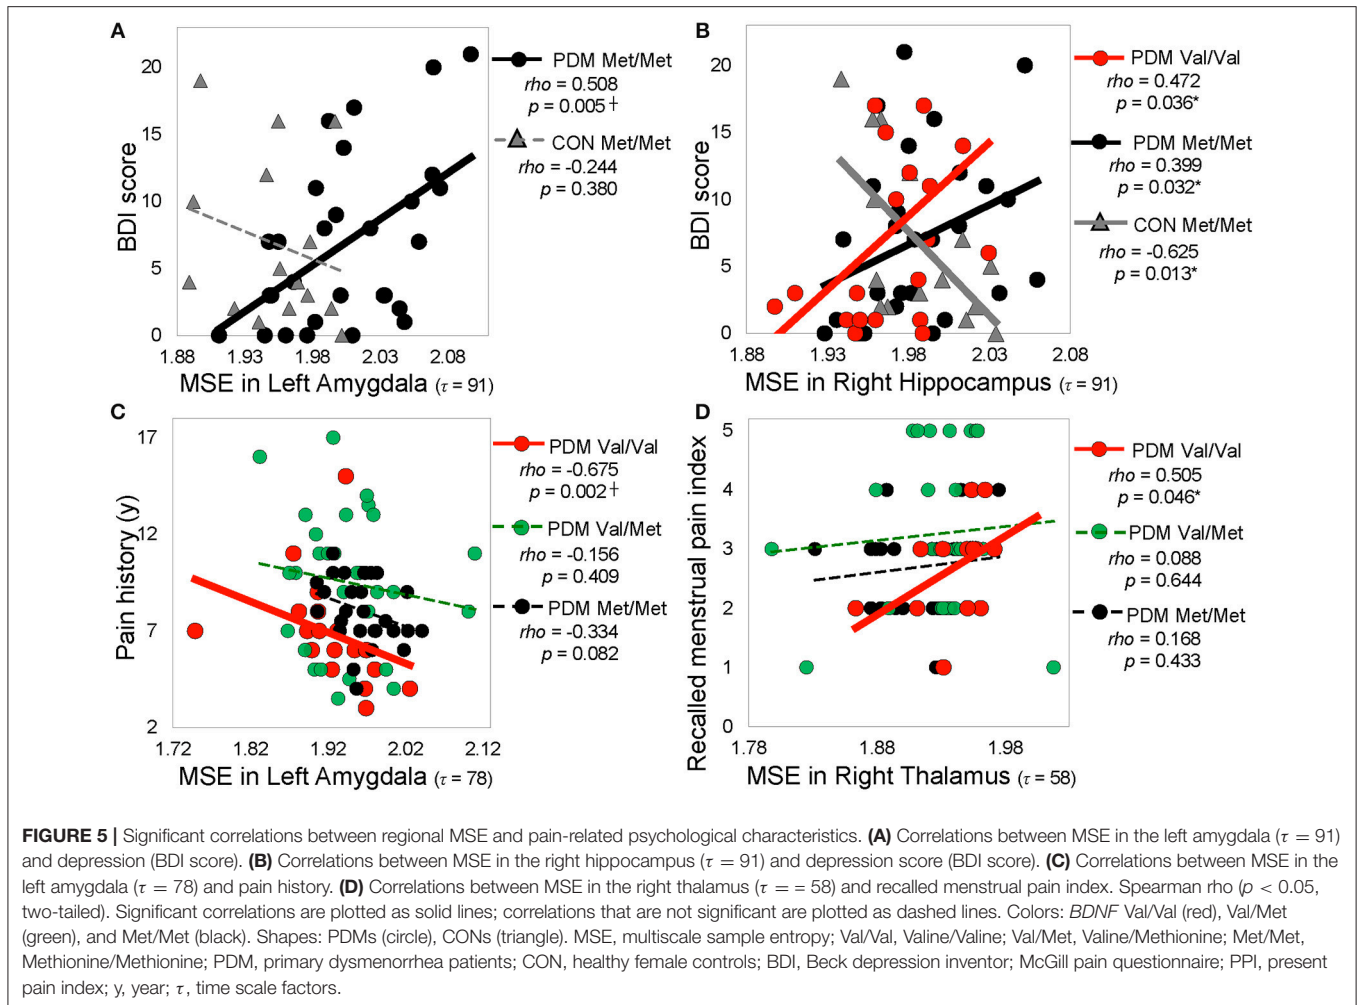 A
BDI score
20
15
10
5
0
1.88 1.93 1.98 2.03 2.08
MSE in Left Amygdala (τ = 91)
PDM Met/Met
rho = 0.508
p = 0.005 †
CON Met/Met
rho = -0.244
p = 0.380
B
BDI score
20
15
10
5
0
1.88 1.93 1.98 2.03 2.08
MSE in Right Hippocampus (τ = 91)
PDM Val/Val
rho = 0.472
p = 0.036*
PDM Met/Met
rho = 0.399
p = 0.032*
CON Met/Met
rho = -0.625
p = 0.013*
C
Pain history (y)
17
12
7
2
1.72 1.82 1.92 2.02 2.12
MSE in Left Amygdala (τ = 78)
PDM Val/Val
rho = -0.675
p = 0.002 †
PDM Val/Met
rho = -0.156
p = 0.409
PDM Met/Met
rho = -0.334
p = 0.082
D
Recalled menstrual pain index
5
4
3
2
1
0
1.78 1.88 1.98
MSE in Right Thalamus (τ = 58)
PDM Val/Val
rho = 0.505
p = 0.046*
PDM Val/Met
rho = 0.088
p = 0.644
PDM Met/Met
rho = 0.168
p = 0.433
FIGURE 5 | Significant correlations between regional MSE and pain-related psychological characteristics. (A) Correlations between MSE in the left amygdala (τ = 91)
and depression (BDI score). (B) Correlations between MSE in the right hippocampus (τ = 91) and depression score (BDI score). (C) Correlations between MSE in the
left amygdala (τ = 78) and pain history. (D) Correlations between MSE in the right thalamus (τ = = 58) and recalled menstrual pain index. Spearman rho (p < 0.05,
two-tailed). Significant correlations are plotted as solid lines; correlations that are not significant are plotted as dashed lines. Colors: BDNF Val/Val (red), Val/Met
(green), and Met/Met (black). Shapes: PDMs (circle), CONs (triangle). MSE, multiscale sample entropy; Val/Val, Valine/Valine; Val/Met, Valine/Methionine; Met/Met,
Methionine/Methionine; PDM, primary dysmenorrhea patients; CON, healthy female controls; BDI, Beck depression inventor; McGill pain questionnaire; PPI, present
pain index; y, year; τ, time scale factors.